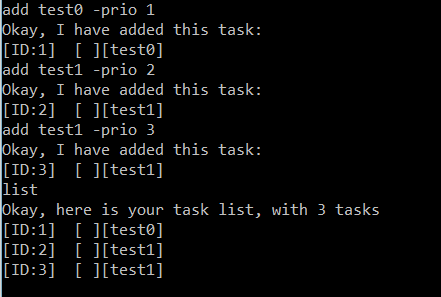 add test0 -prio 1
Okay, I have added this task:
[ID:1]  [ ][test0]
add test1 -prio 2
Okay, I have added this task:
[ID:2]  [ ][test1]
add test1 -prio 3
Okay, I have added this task:
[ID:3]  [ ][test1]
list
Okay, here is your task list, with 3 tasks
[ID:1]  [ ][test0]
[ID:2]  [ ][test1]
[ID:3]  [ ][test1]